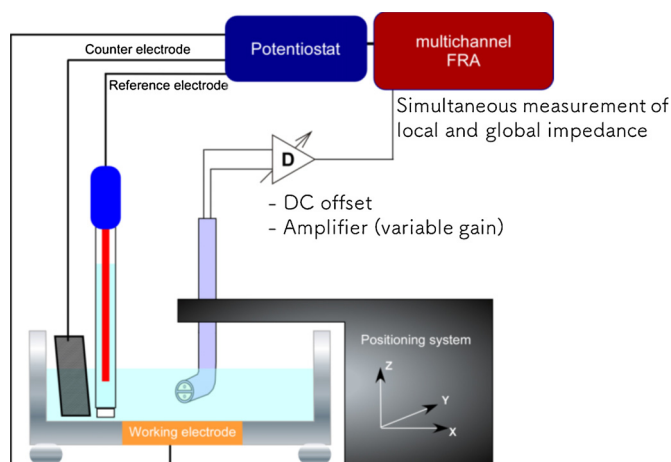 Counter electrode
Potentiostat
multichannel
FRA
Reference electrode
Simultaneous measurement of
local and global impedance
D
- DC offset
- Amplifier (variable gain)
Positioning system
Z
Y
X
Working electrode